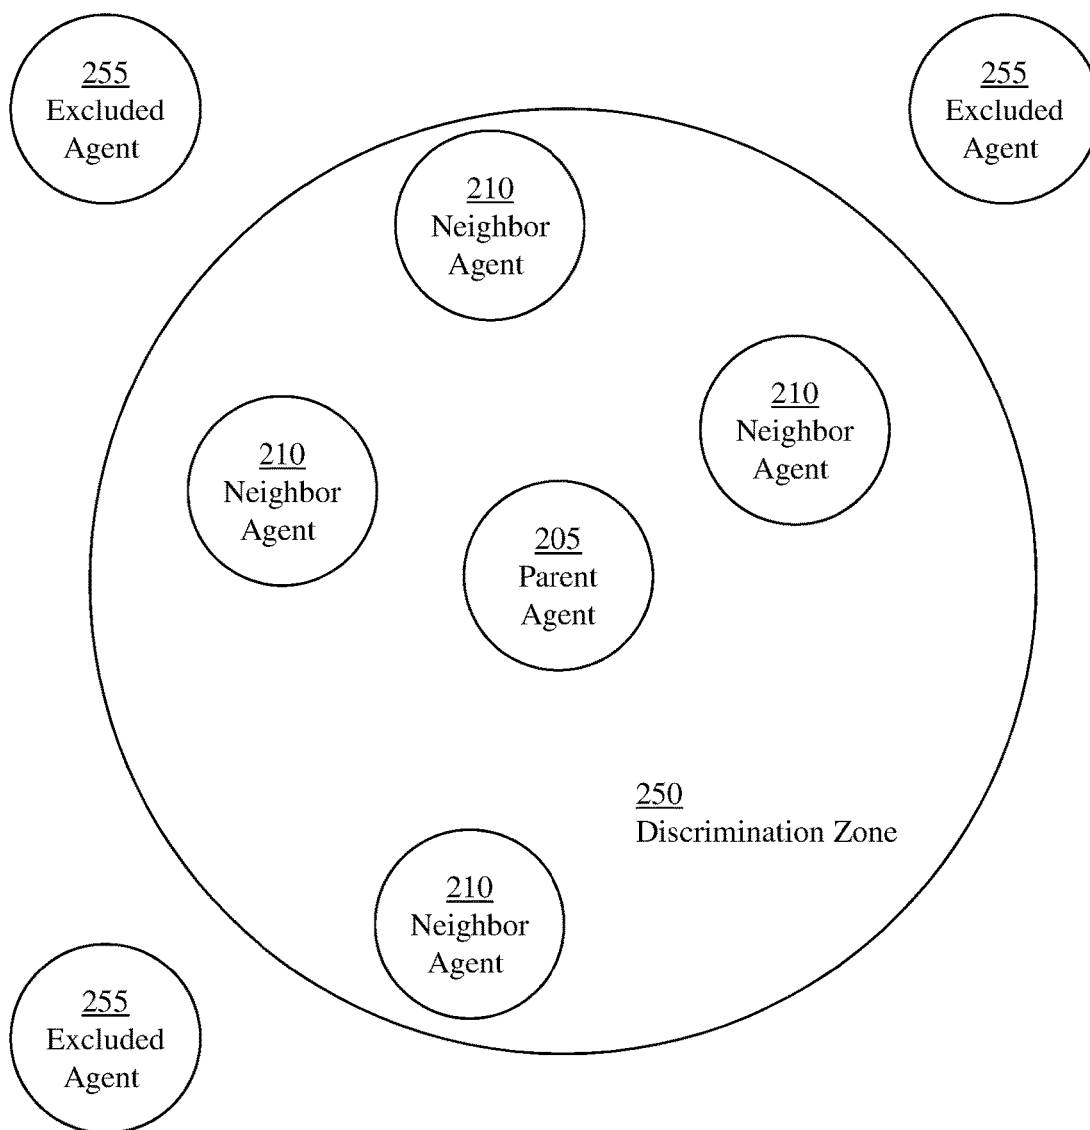 255
Excluded
Agent
255
Excluded
Agent
210
Neighbor
Agent
210
Neighbor
Agent
210
Neighbor
Agent
205
Parent
Agent
250
Discrimination Zone
210
Neighbor
Agent
255
Excluded
Agent